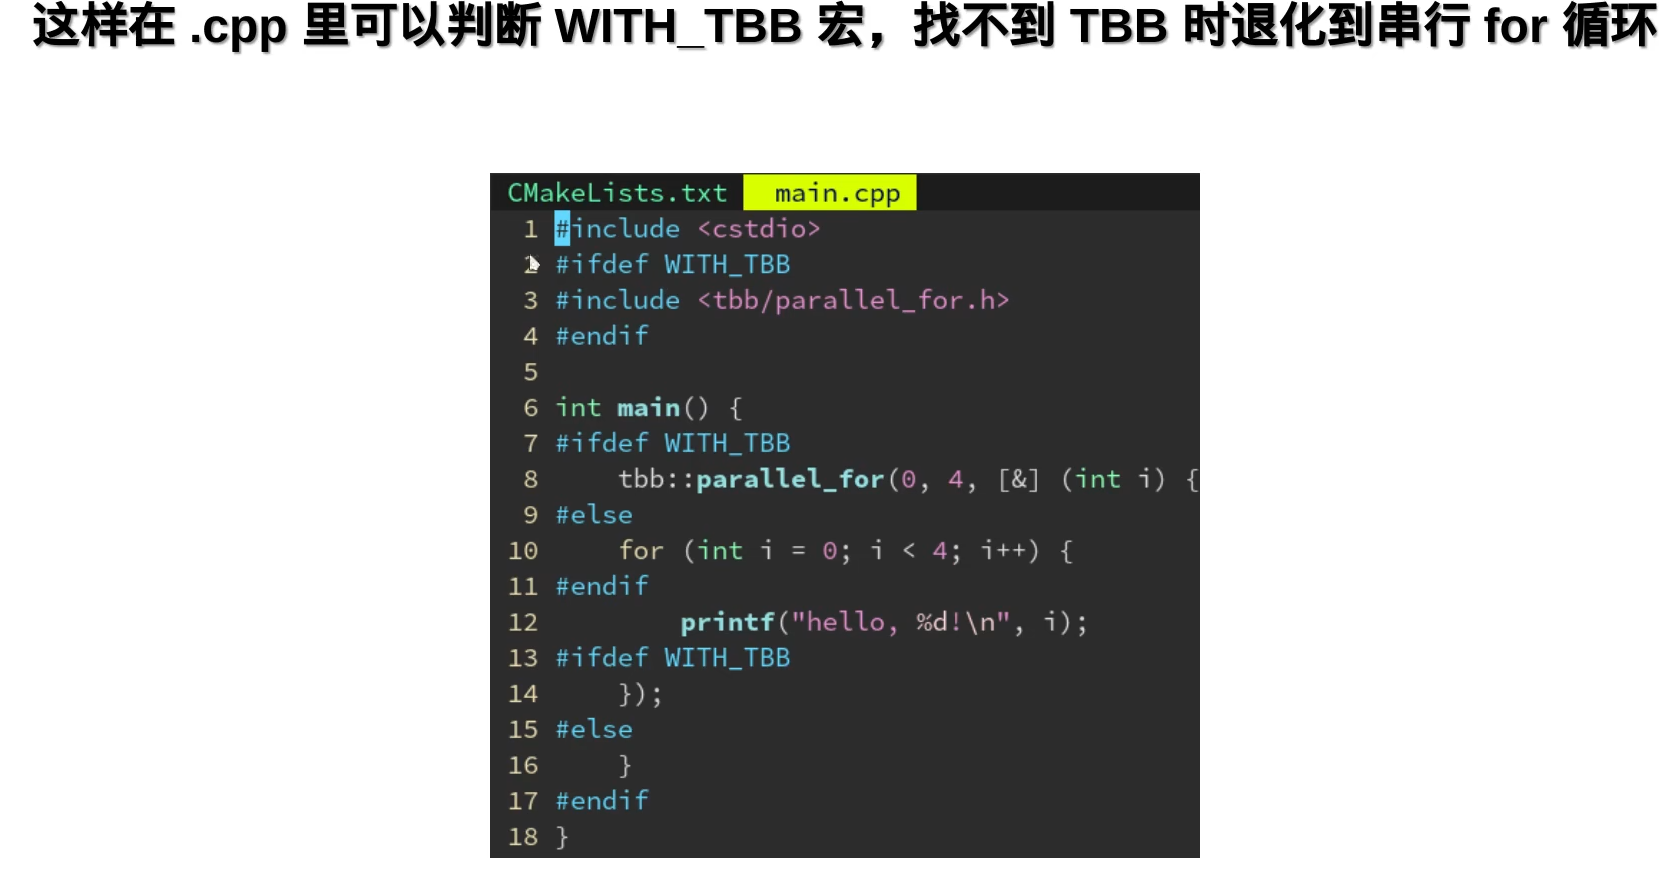 这样在 .cpp 里可以判断 WITH_TBB 宏，找不到 TBB 时退化到串行 for 循环
CMakeLists.txt main.cpp
1 #include <cstdio>
2 #ifdef WITH_TBB
3 #include <tbb/parallel_for.h>
4 #endif
5
6 int main() {
7 #ifdef WITH_TBB
8     tbb::parallel_for(0, 4, [&] (int i) {
9 #else
10     for (int i = 0; i < 4; i++) {
11 #endif
12         printf("hello, %d!\n", i);
13 #ifdef WITH_TBB
14     });
15 #else
16     }
17 #endif
18 }